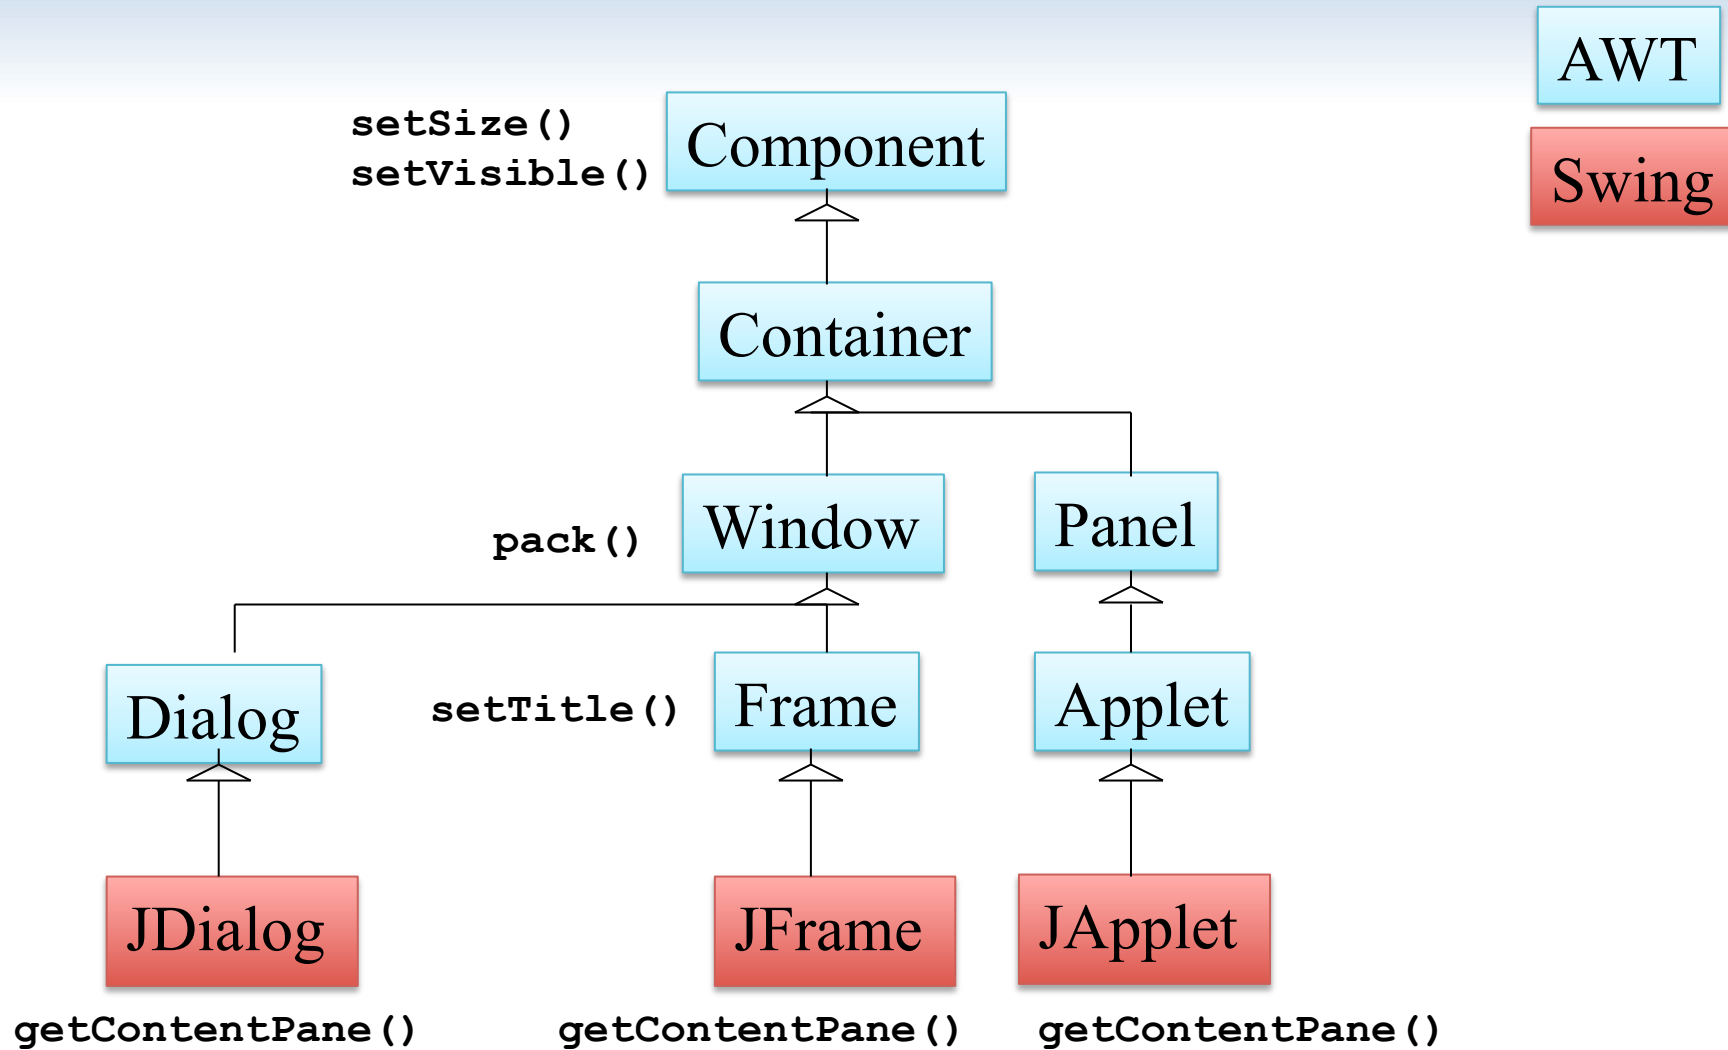 AWT
Swing
setSize()
setVisible()
Component
Container
pack()
Window
Panel
Dialog
setTitle()
Frame
Applet
JDialog
JFrame
JApplet
getContentPane()
getContentPane()
getContentPane()